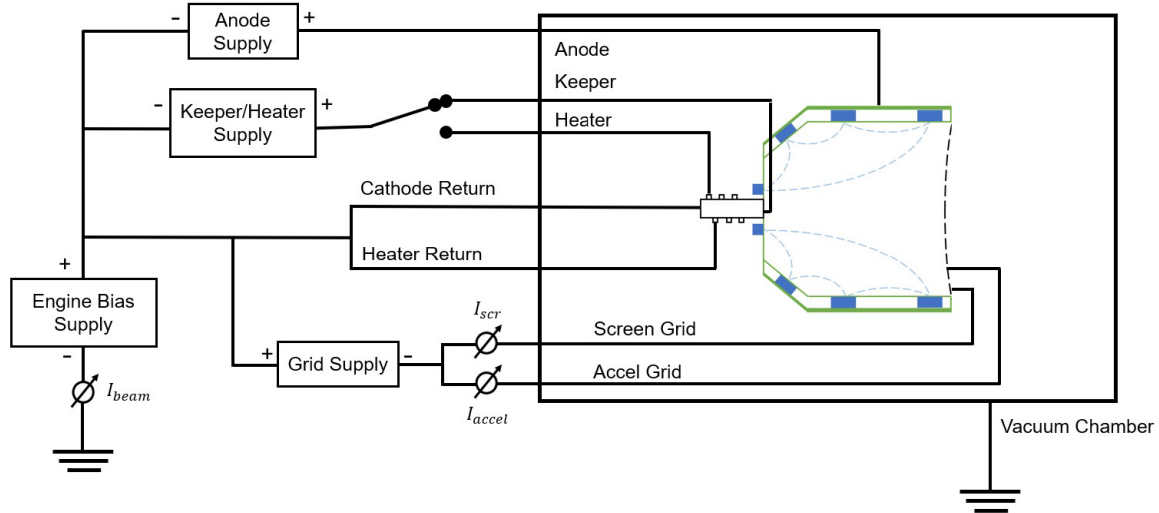 - Anode +
Supply
Anode
Keeper
- Keeper/Heater +
Supply
Heater
Cathode Return
Heater Return
+
Engine Bias
Supply
-
I_beam
+ Grid Supply -
I_scr
I_accel
Screen Grid
Accel Grid
Vacuum Chamber